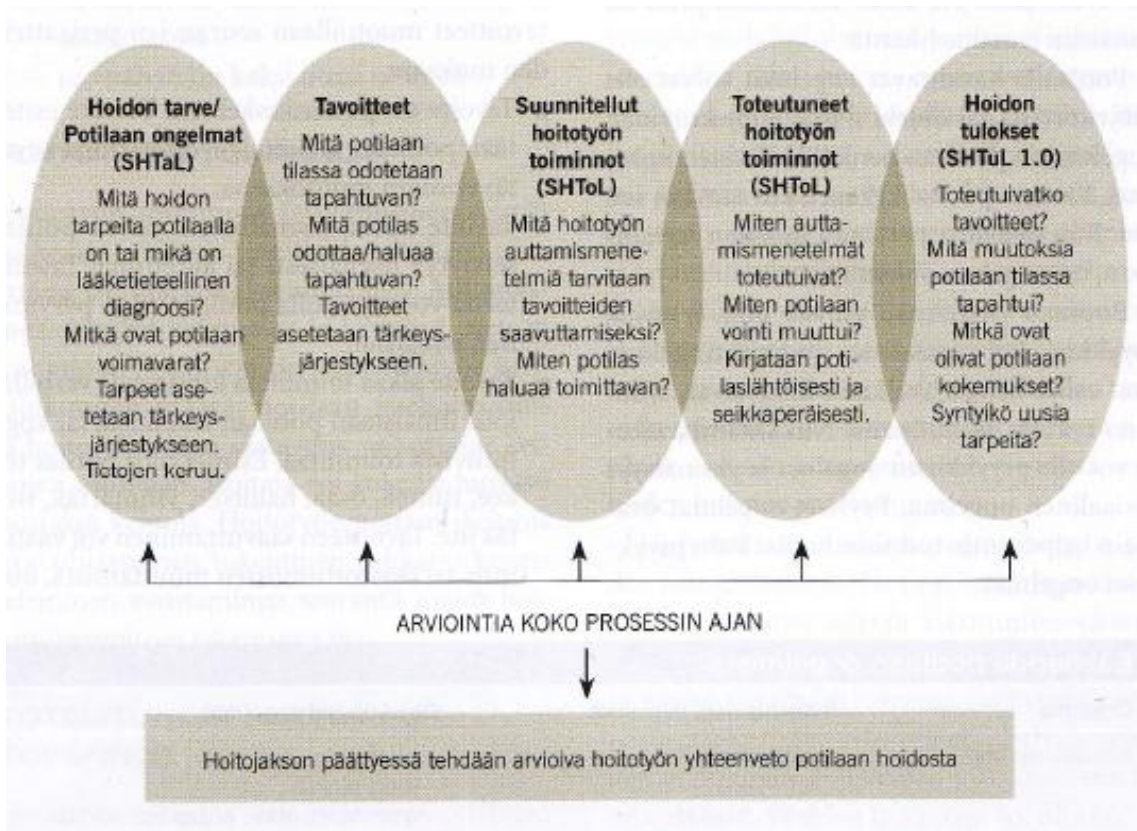 Hoidon tarve/
Potilaan ongelmat
(SHTaL)
Mitä hoidon
tarpeita potilaalla
on tai mikä on
lääketieteellinen
diagnoosi?
Mitkä ovat potilaan
voimavarat?
Tarpeet ase-
tetaan tärkeys-
järjestykseen.
Tietojen keruu.
Tavoitteet
Mitä potilaan
tilassa odotetaan
tapahtuvan?
Mitä potilas
odottaa/haluaa
tapahtuvan?
Tavoitteet
asetetaan tärkeys-
järjestykseen.
Suunnitellut
hoitotyön
toiminnot
(SHToL)
Mitä hoitotyön
auttamismene-
telmiä tarvitaan
tavoitteiden
saavuttamiseksi?
Miten potilas
haluaa toimittavan?
Toteutuneet
hoitotyön
toiminnot
(SHToL)
Miten autta-
mismenetelmät
toteutuivat?
Miten potilaan
vointi muuttui?
Kirjataan poti-
laslähtöisesti ja
seikkaperäisesti.
Hoidon
tulokset
(SHTuL 1.0)
Toteutuivatko
tavoitteet?
Mitä muutoksia
potilaan tilassa
tapahtui?
Mitkä ovat
olivat potilaan
kokemukset?
Syntyikö uusia
tarpeita?
ARVIOINTIA KOKO PROSESSIN AJAN
Hoitojakson päättyessä tehdään arvioiva hoitotyön yhteenveto potilaan hoidosta